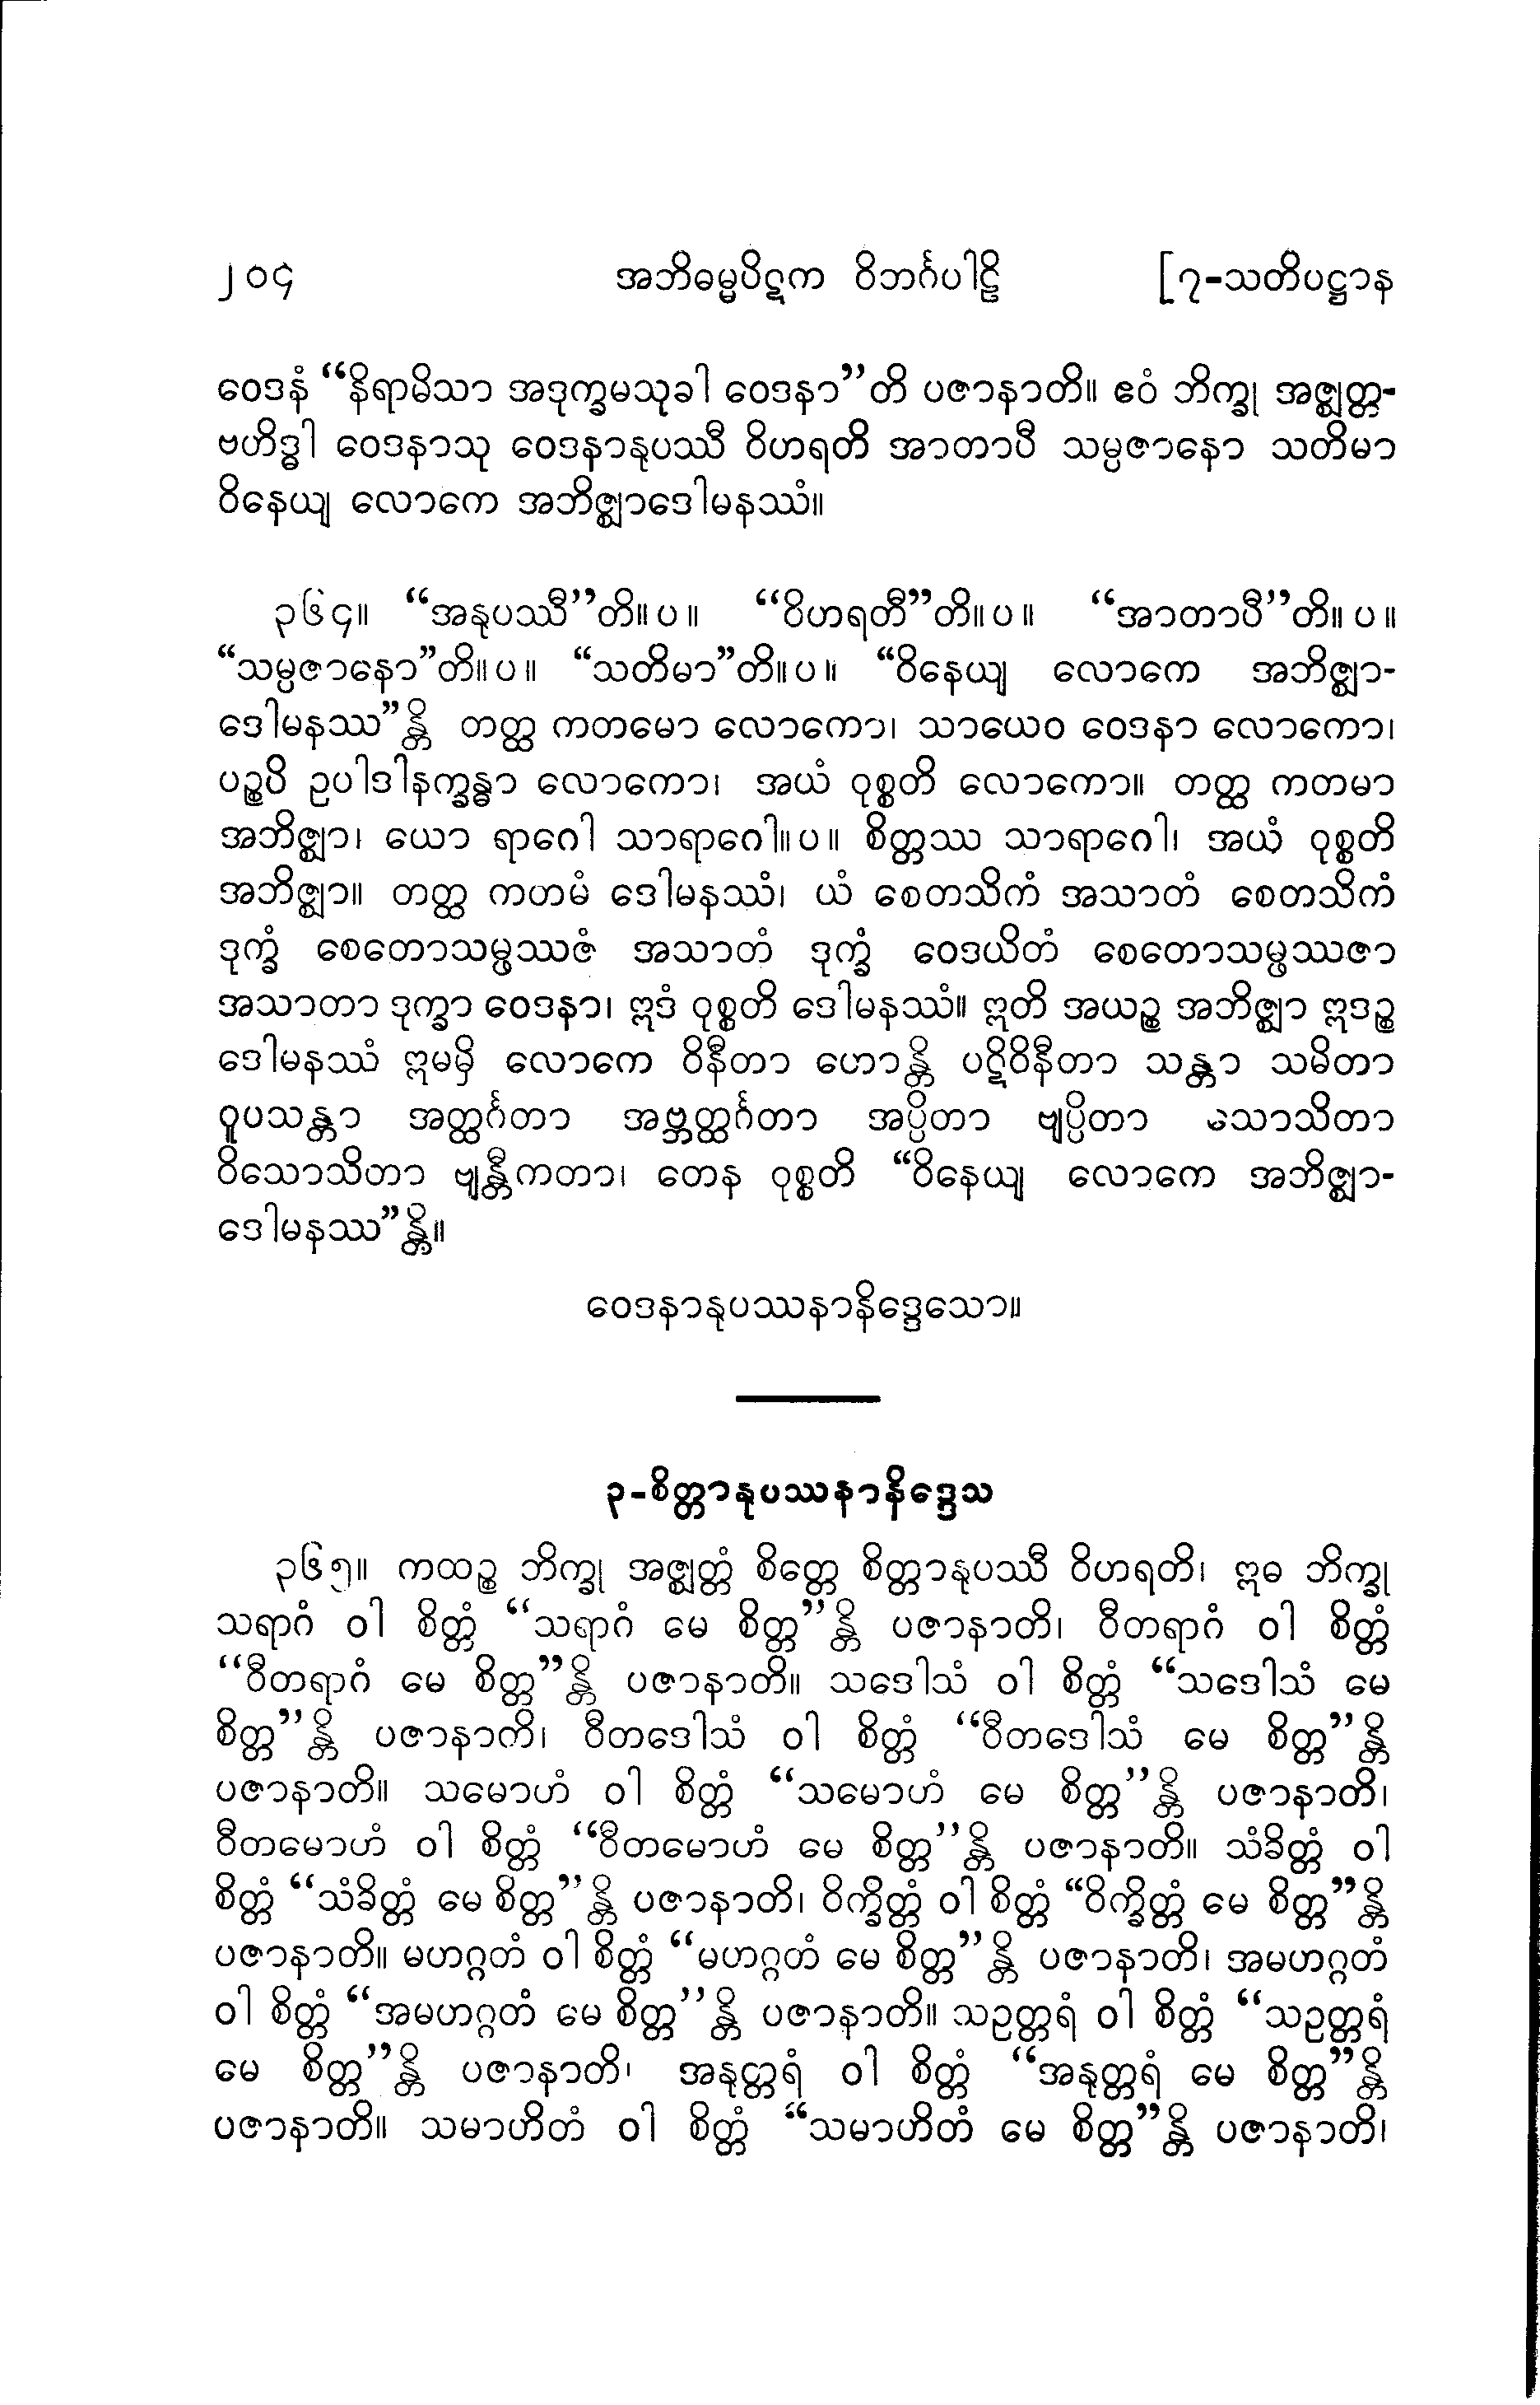 ၂၀၄ အဘိဓမ္မပိဋက ဝိဘင်္ဂပါဠိ [၇-သတိပဋ္ဌာန
ဝေဒနံ “နိရာမိသာ အဒုက္ခမသုခါ ဝေဒနာ”တိ ပဇာနာတိ။ ဧဝံ ဘိက္ခု အဇ္ဈတ္တ-
ဗဟိဒ္ဓါ ဝေဒနာသု ဝေဒနာနုပဿီ ဝိဟရတိ အာတာပီ သမ္ပဇာနော သတိမာ
ဝိနေယျ လောကေ အဘိဇ္ဈာဒေါမနဿံ။
၃၆၄။ “အနုပဿီ”တိ။ပ။ “ဝိဟရတီ”တိ။ပ။ “အာတာပီ”တိ။ပ။
“သမ္ပဇာနော”တိ။ပ။ “သတိမာ”တိ။ပ။ “ဝိနေယျ လောကေ အဘိဇ္ဈာ-
ဒေါမနဿ”န္တိ တတ္ထ ကတမော လောကော၊ သာယေဝ ဝေဒနာ လောကော၊
ပဉ္စပိ ဥပါဒါနက္ခန္ဓာ လောကော၊ အယံ ဝုစ္စတိ လောကော။ တတ္ထ ကတမာ
အဘိဇ္ဈာ၊ ယော ရာဂေါ သာရာဂေါ။ပ။ စိတ္တဿ သာရာဂေါ၊ အယံ ဝုစ္စတိ
အဘိဇ္ဈာ။ တတ္ထ ကတမံ ဒေါမနဿံ၊ ယံ စေတသိကံ အသာတံ စေတသိကံ
ဒုက္ခံ စေတောသမ္ဖဿဇံ အသာတံ ဒုက္ခံ ဝေဒယိတံ စေတောသမ္ဖဿဇာ
အသာတာ ဒုက္ခာ ဝေဒနာ၊ ဣဒံ ဝုစ္စတိ ဒေါမနဿံ။ ဣတိ အယဉ္စ အဘိဇ္ဈာ ဣဒဉ္စ
ဒေါမနဿံ ဣမမှိ လောကေ ဝိနီတာ ဟောန္တိ ပဋိဝိနီတာ သန္တာ သမိတာ
ဝူပသန္တာ အတ္ထင်္ဂတာ အဗ္ဘတ္ထင်္ဂတာ အပ္ပိတာ ဗျပ္ပိတာ သောသိတာ
ဝိသောသိတာ ဗျန္တီကတာ၊ တေန ဝုစ္စတိ “ဝိနေယျ လောကေ အဘိဇ္ဈာ-
ဒေါမနဿ”န္တိ။
ဝေဒနာနုပဿနာနိဒ္ဒေသော။
၃-စိတ္တာနုပဿနာနိဒ္ဒေသ
၃၆၅။ ကထဉ္စ ဘိက္ခု အဇ္ဈတ္တံ စိတ္တေ စိတ္တာနုပဿီ ဝိဟရတိ၊ ဣဓ ဘိက္ခု
သရာဂံ ဝါ စိတ္တံ “သရာဂံ မေ စိတ္တ”န္တိ ပဇာနာတိ၊ ဝီတရာဂံ ဝါ စိတ္တံ
“ဝီတရာဂံ မေ စိတ္တ”န္တိ ပဇာနာတိ။ သဒေါသံ ဝါ စိတ္တံ “သဒေါသံ မေ
စိတ္တ”န္တိ ပဇာနာတိ၊ ဝီတဒေါသံ ဝါ စိတ္တံ “ဝီတဒေါသံ မေ စိတ္တ”န္တိ
ပဇာနာတိ။ သမောဟံ ဝါ စိတ္တံ “သမောဟံ မေ စိတ္တ”န္တိ ပဇာနာတိ၊
ဝီတမောဟံ ဝါ စိတ္တံ “ဝီတမောဟံ မေ စိတ္တ”န္တိ ပဇာနာတိ။ သံခိတ္တံ ဝါ
စိတ္တံ “သံခိတ္တံ မေ စိတ္တ”န္တိ ပဇာနာတိ၊ ဝိက္ခိတ္တံ ဝါ စိတ္တံ “ဝိက္ခိတ္တံ မေ စိတ္တ”န္တိ
ပဇာနာတိ။ မဟဂ္ဂတံ ဝါ စိတ္တံ “မဟဂ္ဂတံ မေ စိတ္တ”န္တိ ပဇာနာတိ၊ အမဟဂ္ဂတံ
ဝါ စိတ္တံ “အမဟဂ္ဂတံ မေ စိတ္တ”န္တိ ပဇာနာတိ။ သဥတ္တရံ ဝါ စိတ္တံ “သဥတ္တရံ
မေ စိတ္တ”န္တိ ပဇာနာတိ၊ အနုတ္တရံ ဝါ စိတ္တံ “အနုတ္တရံ မေ စိတ္တ”န္တိ
ပဇာနာတိ။ သမာဟိတံ ဝါ စိတ္တံ “သမာဟိတံ မေ စိတ္တ”န္တိ ပဇာနာတိ၊